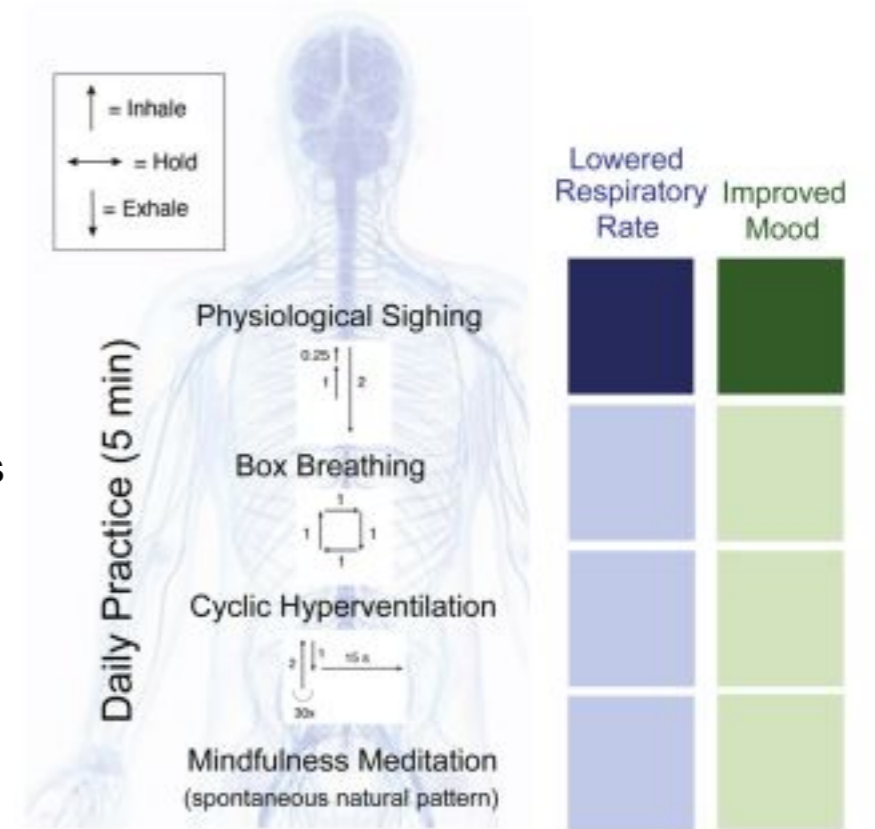 = Inhale
= Hold
= Exhale
Lowered
Respiratory
Rate
Improved
Mood
Daily Practice (5 min)
Physiological Sighing
0.25
1
2
Box Breathing
1
1
1
1
Cyclic Hyperventilation
2
1
15 s
30x
Mindfulness Meditation
(spontaneous natural pattern)
s